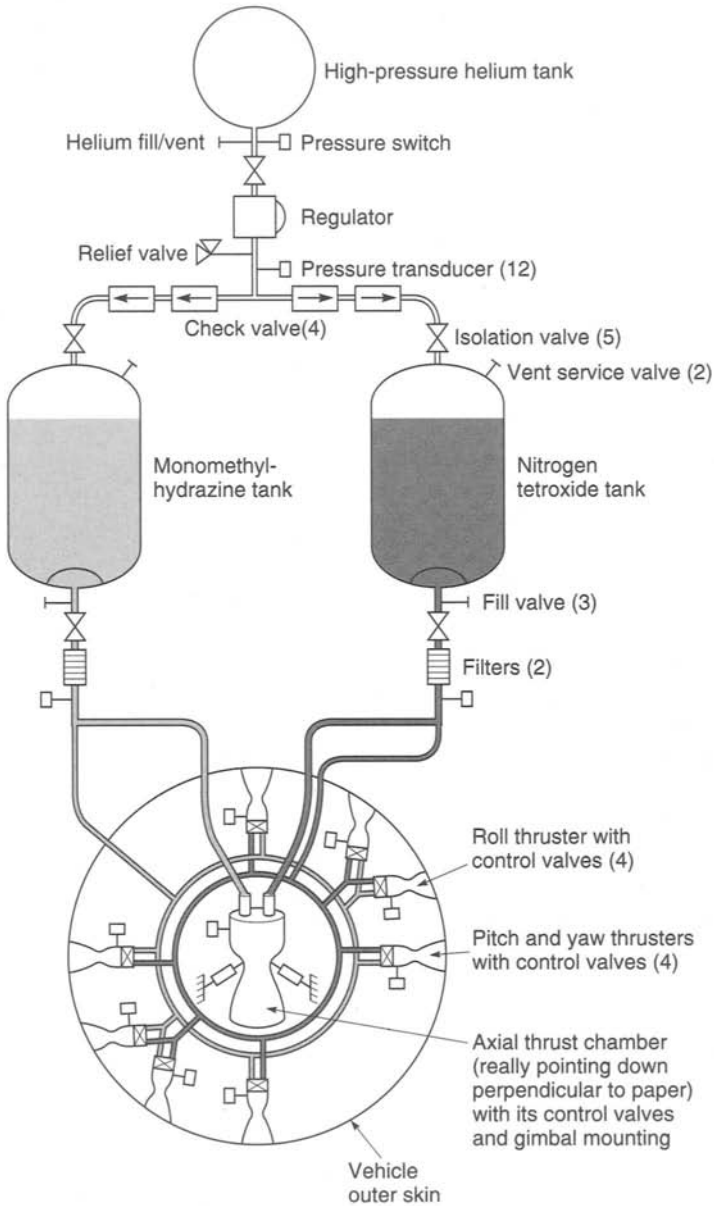 High-pressure helium tank
Helium fill/vent
Pressure switch
Regulator
Relief valve
Pressure transducer (12)
Check valve(4)
Isolation valve (5)
Vent service valve (2)
Monomethyl-
hydrazine tank
Nitrogen
tetroxide tank
Fill valve (3)
Filters (2)
Roll thruster with
control valves (4)
Pitch and yaw thrusters
with control valves (4)
Axial thrust chamber
(really pointing down
perpendicular to paper)
with its control valves
and gimbal mounting
Vehicle
outer skin